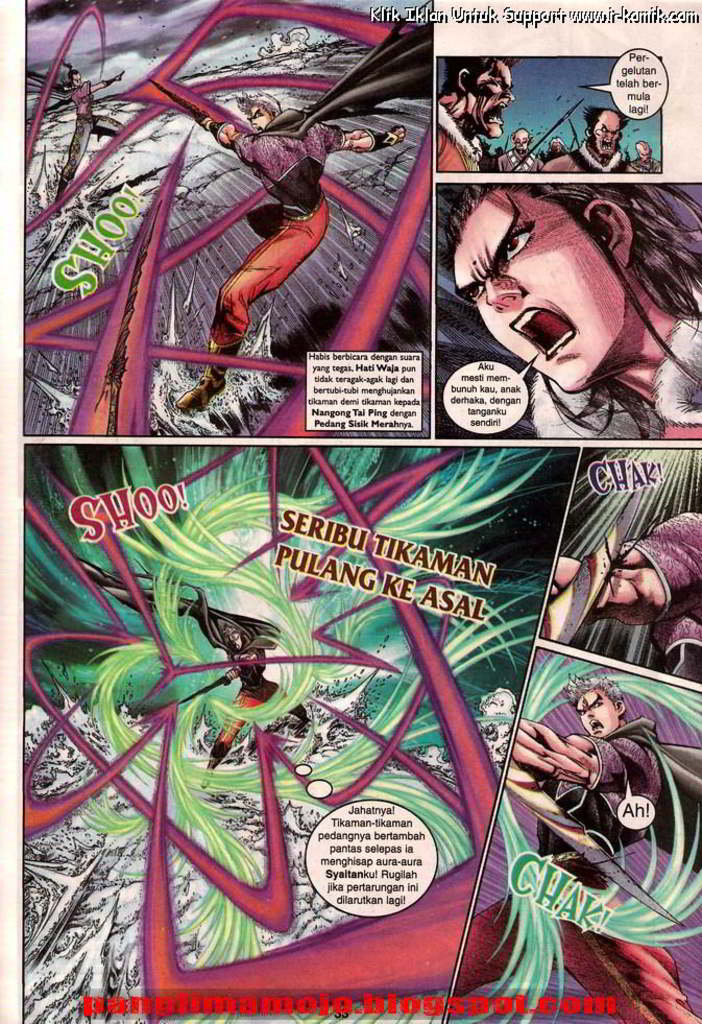 Klik Iklan Untuk Support www.ir-komik.com
SHOO!
Habis berbicara dengan suara
yang tegas, Hati Waja pun
tidak teragak-agak lagi dan
bertubi-tubi menghujankan
tikaman demi tikaman kepada
Nangong Tai Ping dengan
Pedang Sisik Merahnya.
Per-
gelutan
telah ber-
mula
lagi!
Aku
mesti mem-
bunuh kau, anak
derhaka, dengan
tanganku
sendiri!
SHOO!
SERIBU TIKAMAN
PULANG KE ASAL
Jahatnya!
Tikaman-tikaman
pedangnya bertambah
pantas selepas ia
menghisap aura-aura
Syaitanku! Rugilah
jika pertarungan ini
dilarutkan lagi!
CHAK!
Ah!
CHAK!
panglimamojo.blogspot.com